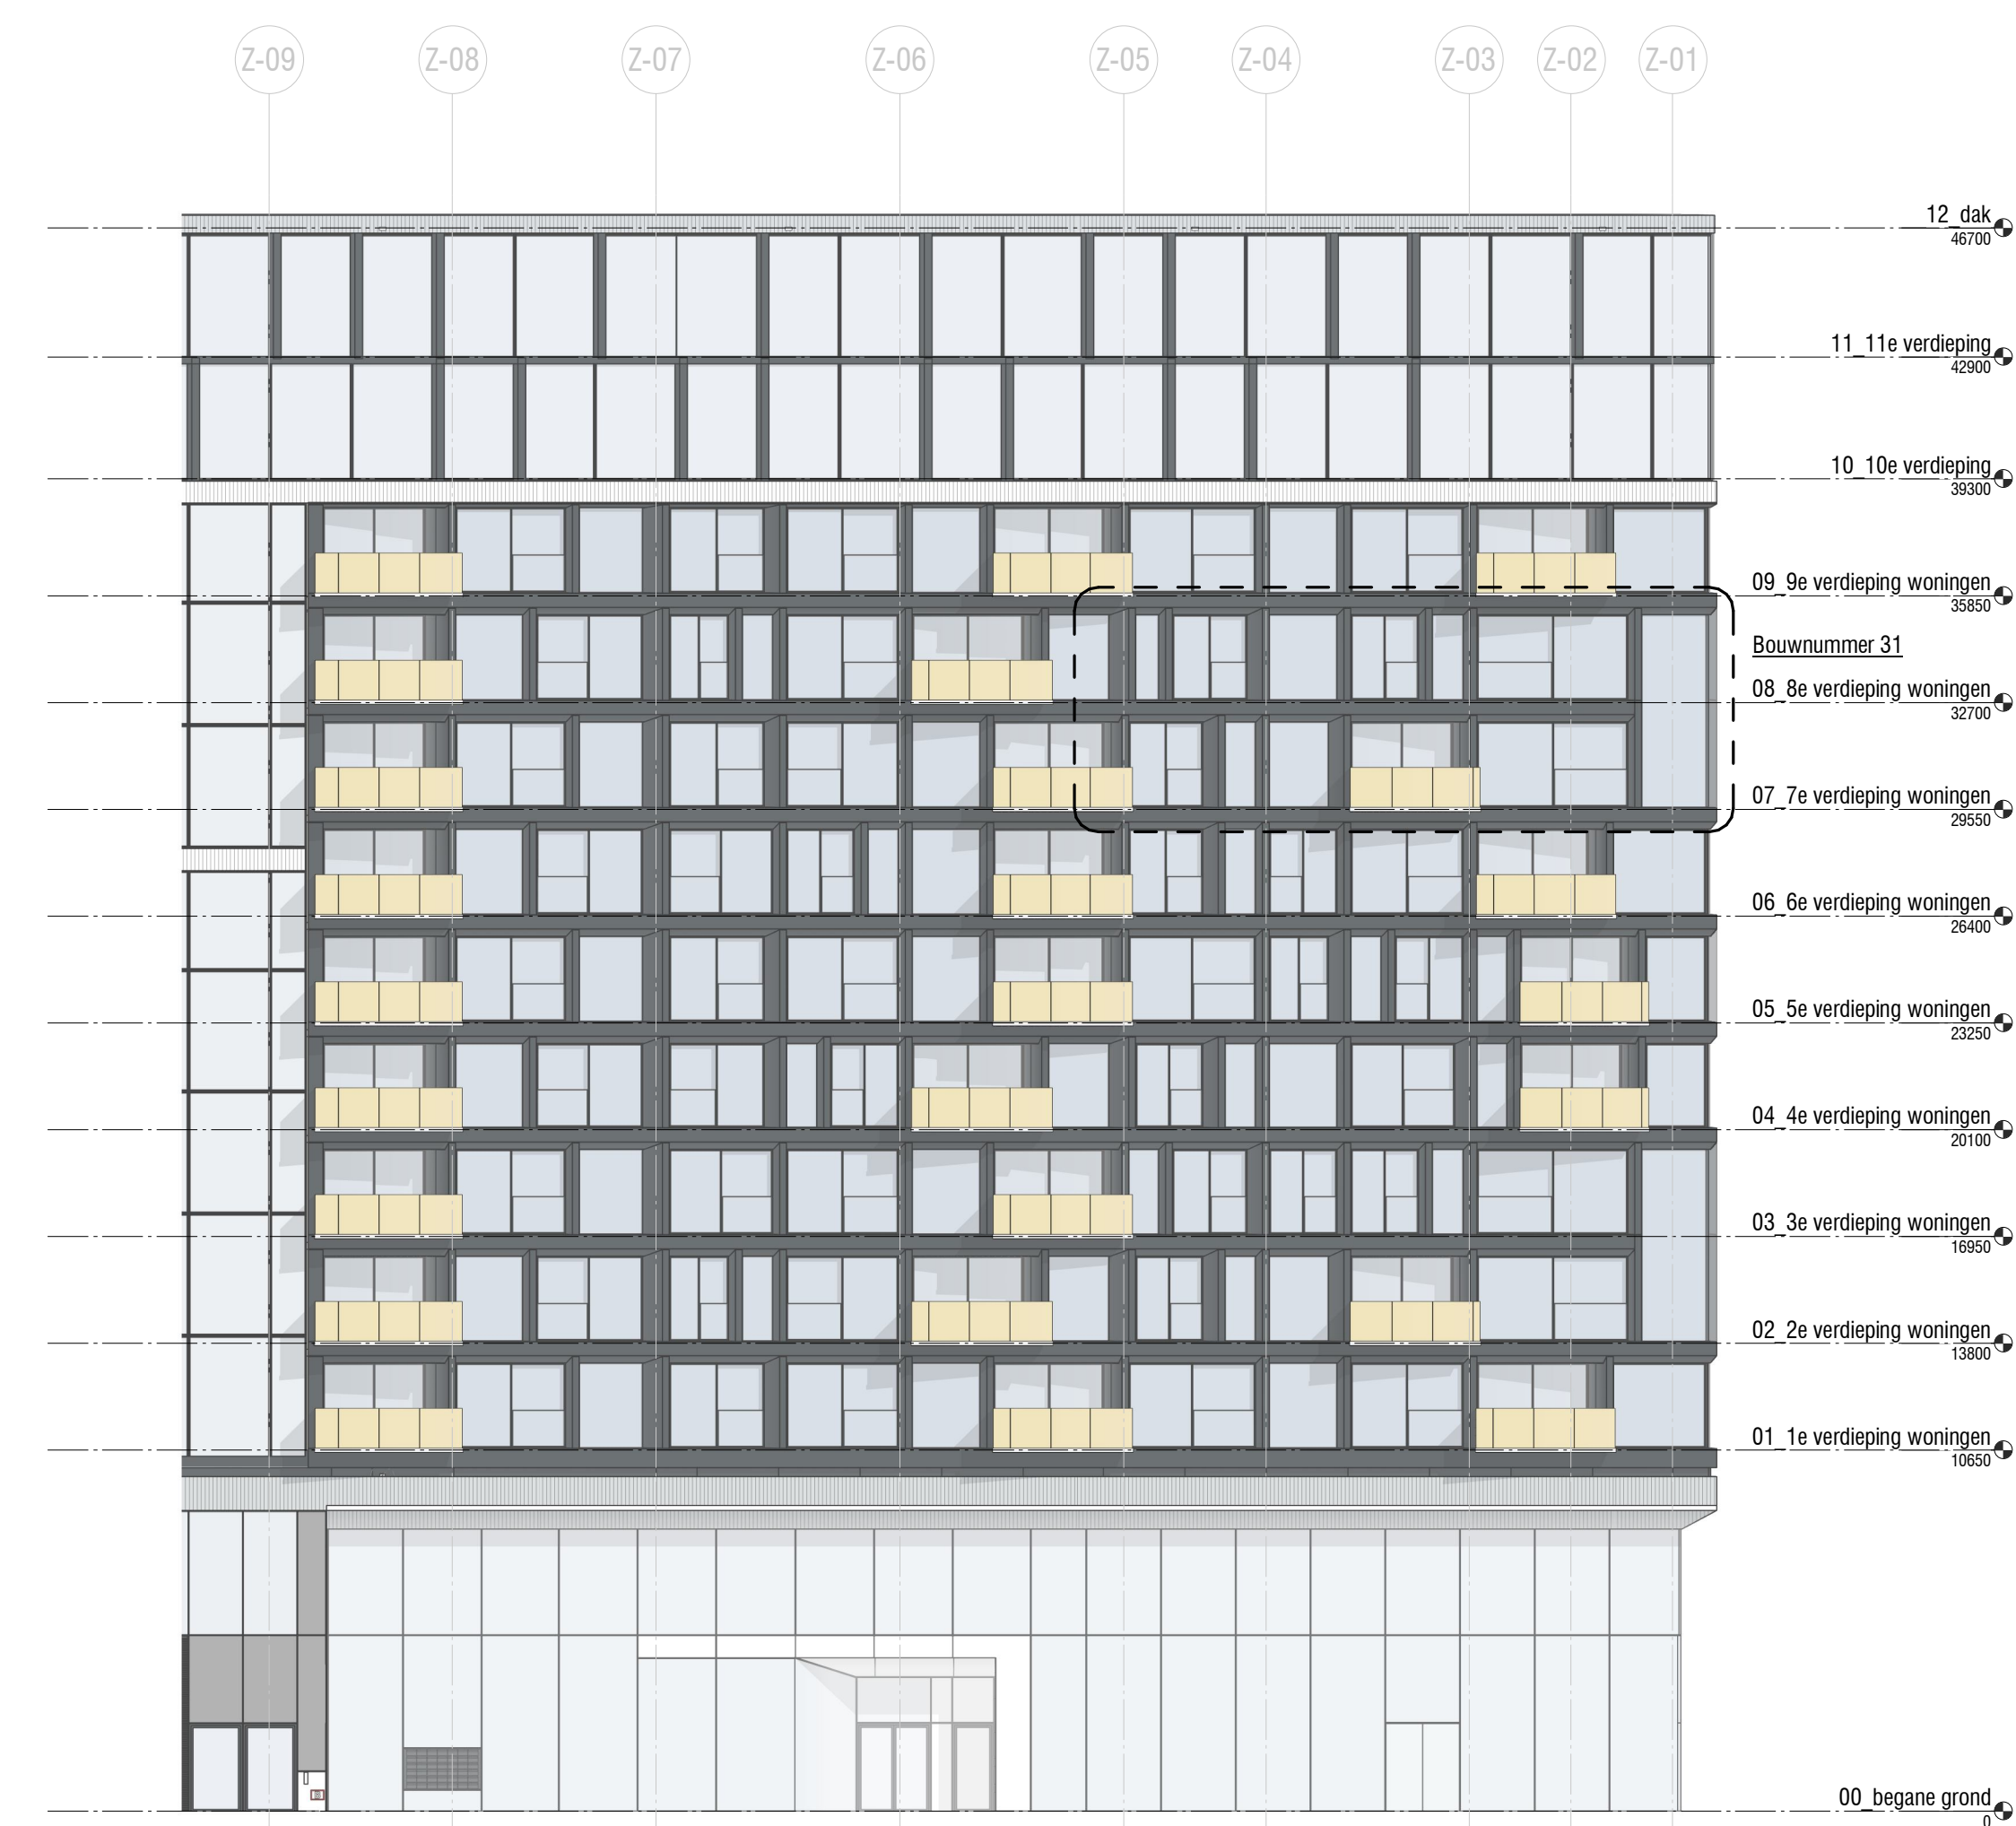 Z-09 Z-08 Z-07 Z-06 Z-05 Z-04 Z-03 Z-02 Z-01
12_dak
46700
11_11e verdieping
42900
10_10e verdieping
39300
09_9e verdieping woningen
35850
Bouwnummer 31
08_8e verdieping woningen
32700
07_7e verdieping woningen
29550
06_6e verdieping woningen
26400
05_5e verdieping woningen
23250
04_4e verdieping woningen
20100
03_3e verdieping woningen
16950
02_2e verdieping woningen
13800
01_1e verdieping woningen
10650
00_begane grond
0